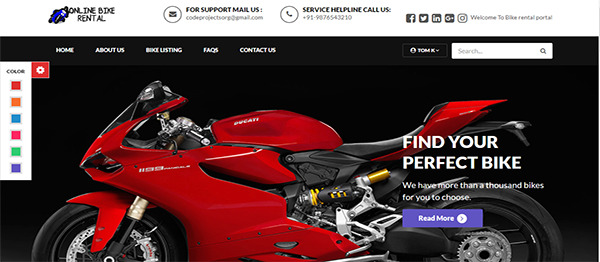 ONLINE BIKE
RENTAL
FOR SUPPORT MAIL US :
codeprojectsorg@gmail.com
SERVICE HELPLINE CALL US:
+91-9876543210
Welcome To Bike rental portal
HOME ABOUT US BIKE LISTING FAQS CONTACT US
TOM K
Search...
COLOR
DUCATI
1199 PANIGALE S
FIND YOUR
PERFECT BIKE
We have more than a thousand bikes
for you to choose.
Read More